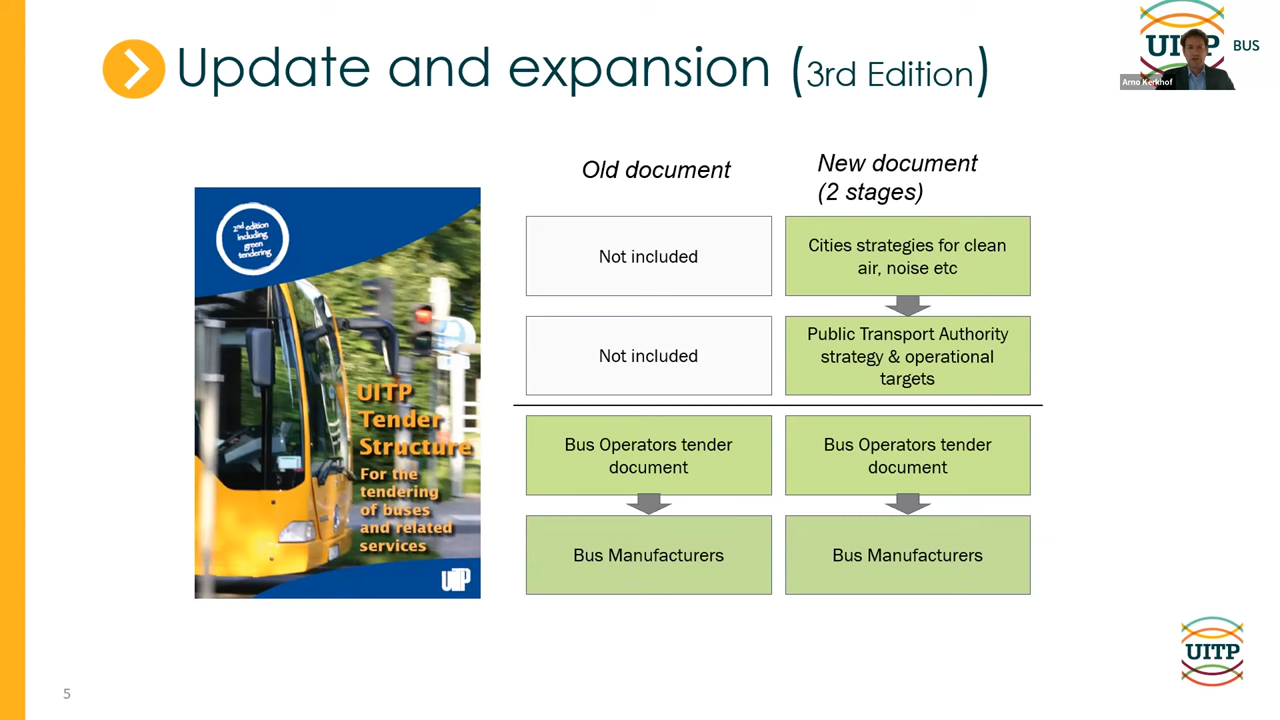 Update and expansion (3rd Edition)
UITP BUS
Arno Kerkhof
2nd edition
including
green
tendering
UITP
Tender
Structure
For the
tendering
of buses
and related
services
UITP
Old document
New document
(2 stages)
Not included
Cities strategies for clean
air, noise etc
Not included
Public Transport Authority
strategy & operational
targets
Bus Operators tender
document
Bus Operators tender
document
Bus Manufacturers
Bus Manufacturers
UITP
5